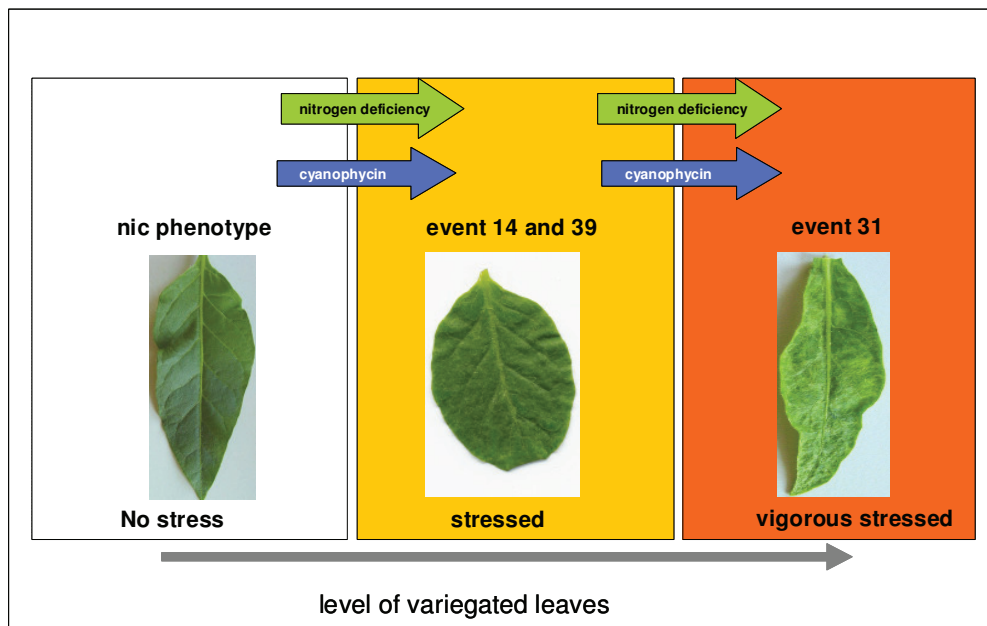 nitrogen deficiency
nitrogen deficiency
cyanophycin
cyanophycin
nic phenotype
event 14 and 39
event 31
No stress
stressed
vigorous stressed
level of variegated leaves